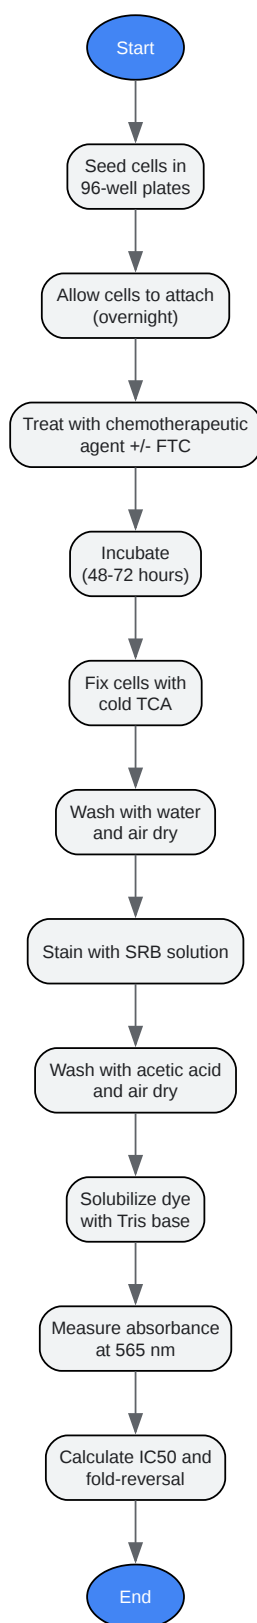 Start
Seed cells in
96-well plates
Allow cells to attach
(overnight)
Treat with chemotherapeutic
agent +/- FTC
Incubate
(48-72 hours)
Fix cells with
cold TCA
Wash with water
and air dry
Stain with SRB solution
Wash with acetic acid
and air dry
Solubilize dye
with Tris base
Measure absorbance
at 565 nm
Calculate IC50 and
fold-reversal
End